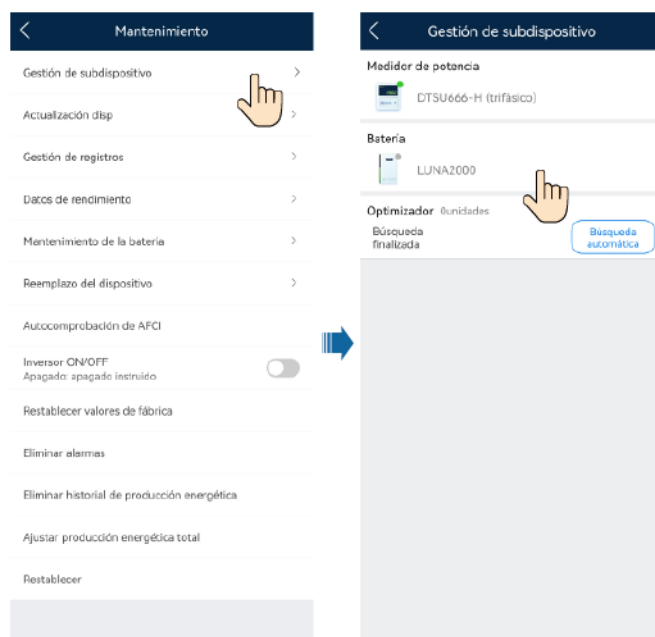 Mantenimiento
Gestión de subdispositivo
Actualización disp
Gestión de registros
Datos de rendimiento
Mantenimiento de la batería
Reemplazo del dispositivo
Autocomprobación de AFCI
Inversor ON/OFF
Apagado: apagado instruido
Restablecer valores de fábrica
Eliminar alarmas
Eliminar historial de producción energética
Ajustar producción energética total
Restablecer
Gestión de subdispositivo
Medidor de potencia
DTSU666-H (trifásico)
Batería
LUNA2000
Optimizador 0unidades
Búsqueda
finalizada
Búsqueda
automática